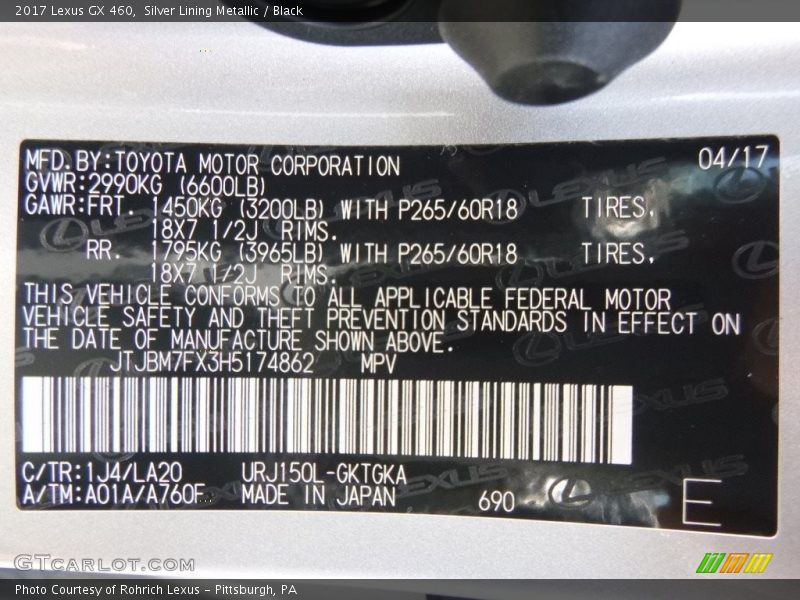 2017 Lexus GX 460, Silver Lining Metallic / Black
MFD.BY:TOYOTA MOTOR CORPORATION 04/17
GVWR:2990KG (6600LB)
GAWR:FRT. 1450KG (3200LB) WITH P265/60R18 TIRES,
18X7 1/2J RIMS.
RR. 1795KG (3965LB) WITH P265/60R18 TIRES,
18X7 1/2J RIMS.
THIS VEHICLE CONFORMS TO ALL APPLICABLE FEDERAL MOTOR
VEHICLE SAFETY AND THEFT PREVENTION STANDARDS IN EFFECT ON
THE DATE OF MANUFACTURE SHOWN ABOVE.
JTJBM7FX3H5174862 MPV
C/TR:1J4/LA20 URJ150L-GKTGKA
A/TM:A01A/A760F MADE IN JAPAN 690 E
GTCARLOT.COM
Photo Courtesy of Rohrich Lexus - Pittsburgh, PA